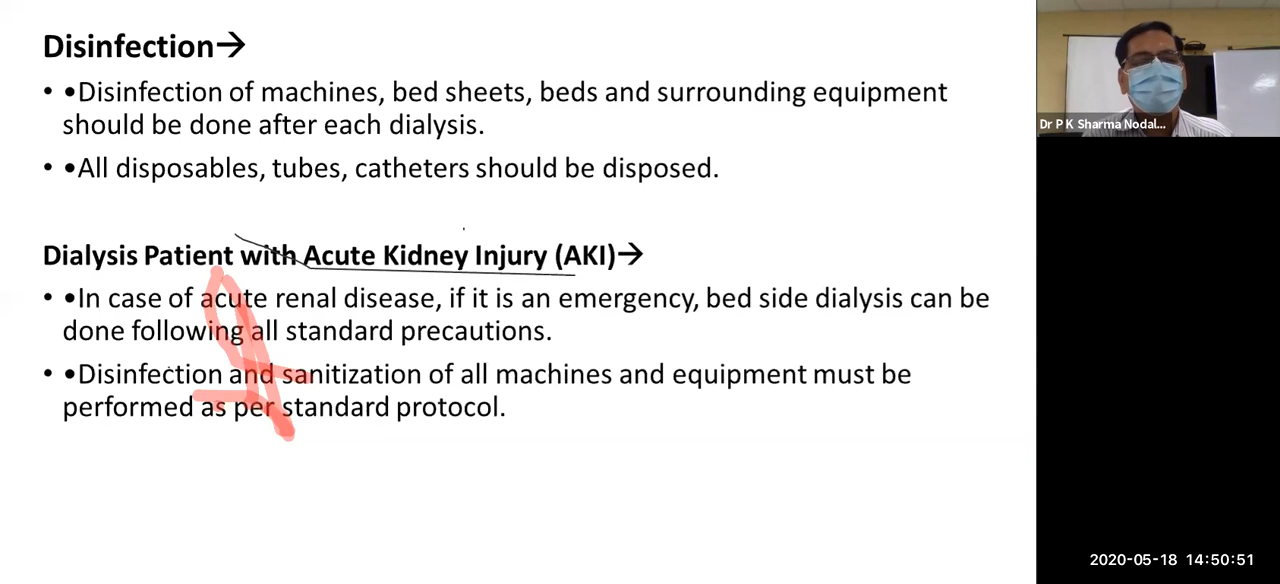 Disinfection→
• •Disinfection of machines, bed sheets, beds and surrounding equipment
should be done after each dialysis.
• •All disposables, tubes, catheters should be disposed.
Dialysis Patient with Acute Kidney Injury (AKI)→
• •In case of acute renal disease, if it is an emergency, bed side dialysis can be
done following all standard precautions.
• •Disinfection and sanitization of all machines and equipment must be
performed as per standard protocol.
Dr P K Sharma Nodal...
2020-05-18 14:50:51